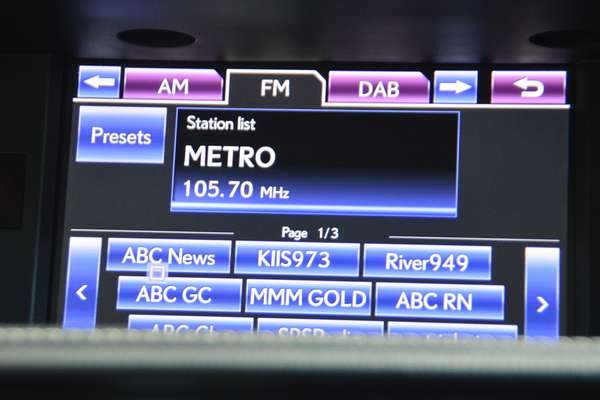 AM FM DAB
Presets
Station list
METRO
105.70 MHz
Page 1/3
ABC News KIIS973 River949
ABC GC MMM GOLD ABC RN